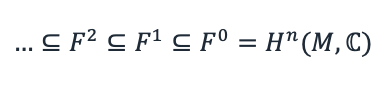 ... ⊆ F² ⊆ F¹ ⊆ F⁰ = Hⁿ(M, ℂ)